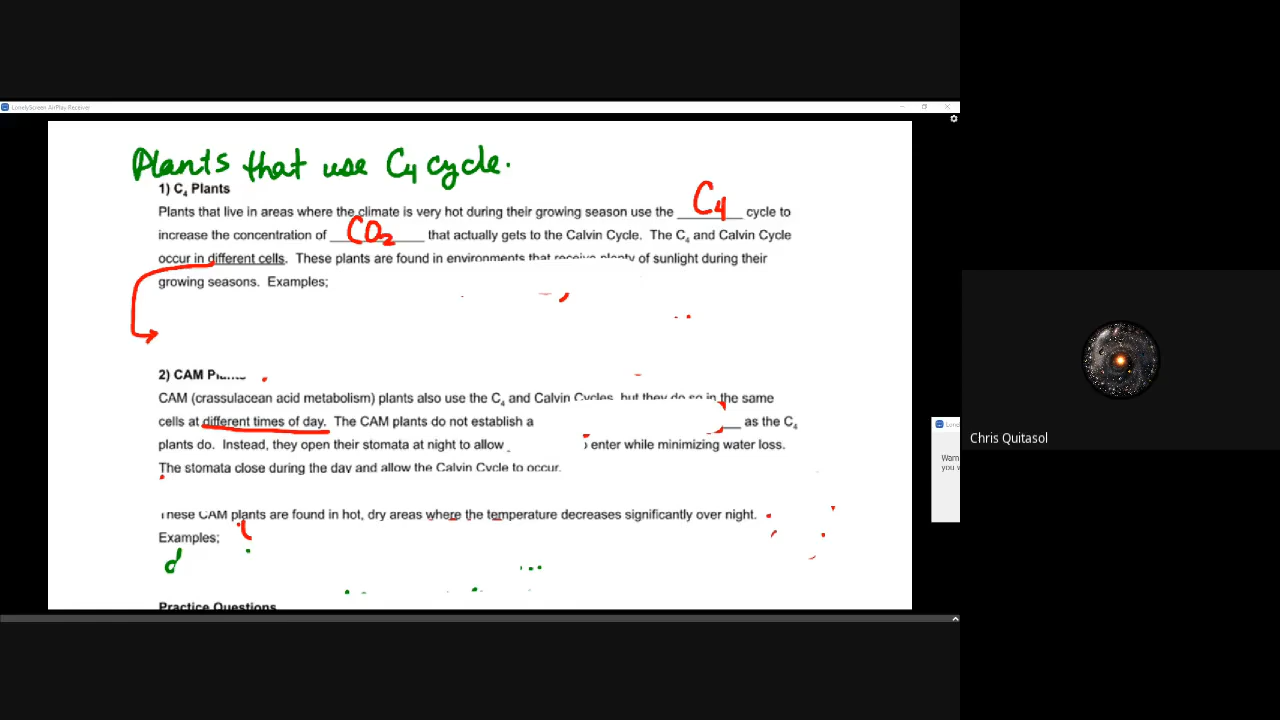 LonelyScreen AirPlay Receiver
Plants that use C4 cycle.
1) C4 Plants
Plants that live in areas where the climate is very hot during their growing season use the C4 cycle to
increase the concentration of CO2 that actually gets to the Calvin Cycle. The C4 and Calvin Cycle
occur in different cells. These plants are found in environments that receive plenty of sunlight during their
growing seasons. Examples;
2) CAM Plants
CAM (crassulacean acid metabolism) plants also use the C4 and Calvin Cycles, but they do so in the same
cells at different times of day. The CAM plants do not establish a as the C4
plants do. Instead, they open their stomata at night to allow enter while minimizing water loss.
The stomata close during the day and allow the Calvin Cycle to occur.
These CAM plants are found in hot, dry areas where the temperature decreases significantly over night.
Examples;
Practice Questions
Chris Quitasol